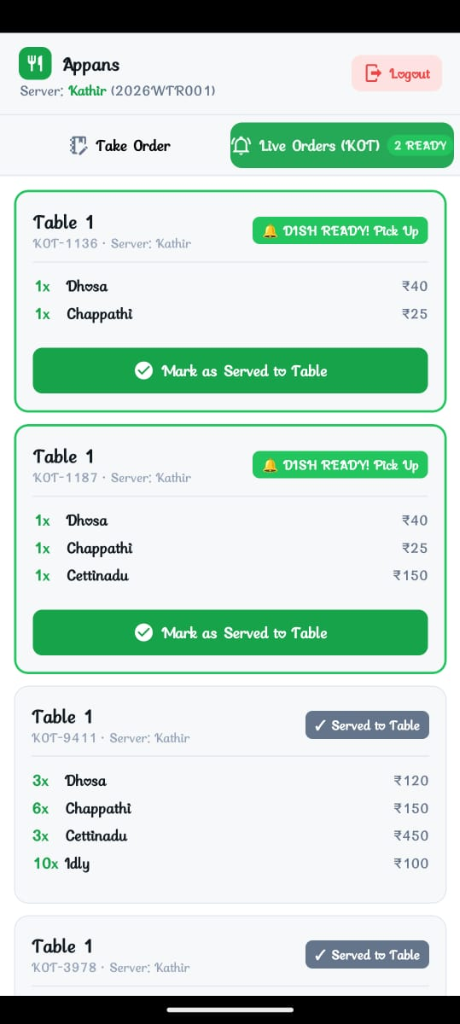 Appans
Server: Kathir (2026WTR001)
Logout
Take Order
Live Orders (KOT) 2 READY
Table 1
KOT-1136 · Server: Kathir
🔔 DISH READY! Pick Up
1x Dhosa ₹40
1x Chappathi ₹25
Mark as Served to Table
Table 1
KOT-1187 · Server: Kathir
🔔 DISH READY! Pick Up
1x Dhosa ₹40
1x Chappathi ₹25
1x Cettinadu ₹150
Mark as Served to Table
Table 1
KOT-9411 · Server: Kathir
✓ Served to Table
3x Dhosa ₹120
6x Chappathi ₹150
3x Cettinadu ₹450
10x Idly ₹100
Table 1
KOT-3978 · Server: Kathir
✓ Served to Table